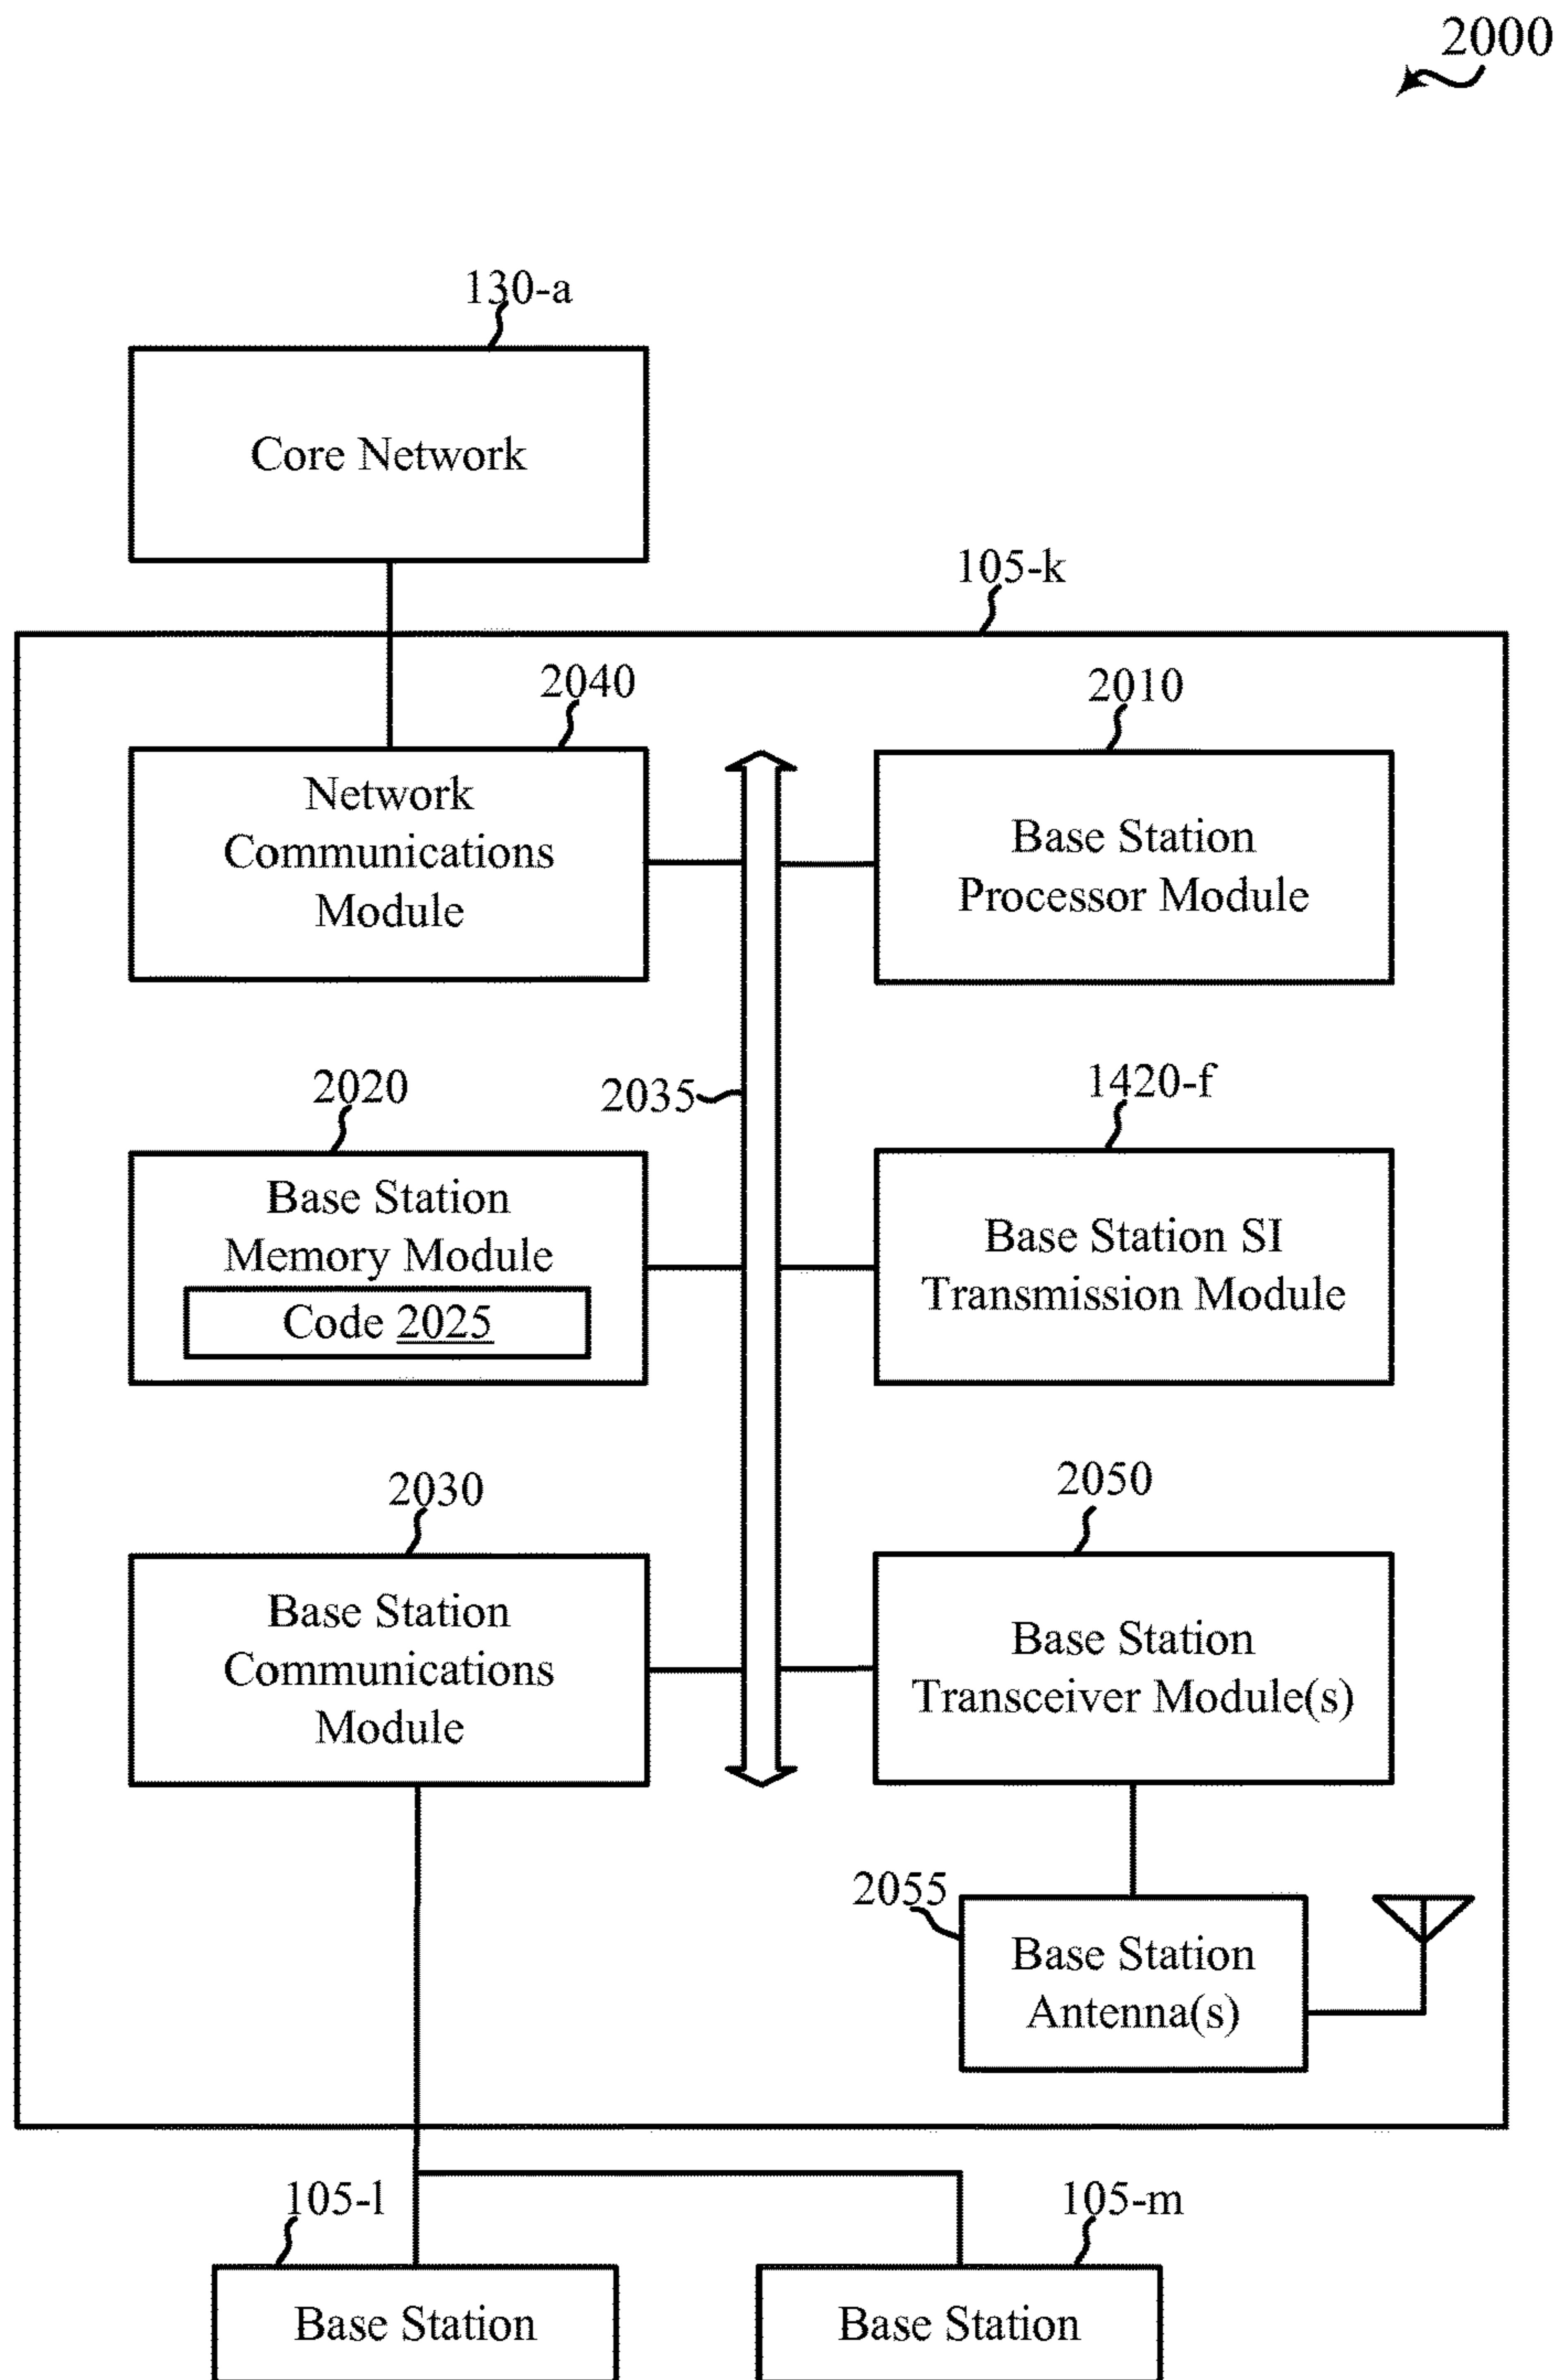 2000
130-a
Core Network
105-k
2040
2010
Network
Communications
Module
Base Station
Processor Module
2020
2035
1420-f
Base Station
Memory Module
Code 2025
Base Station SI
Transmission Module
2030
2050
Base Station
Communications
Module
Base Station
Transceiver Module(s)
2055
Base Station
Antenna(s)
105-l
105-m
Base Station
Base Station